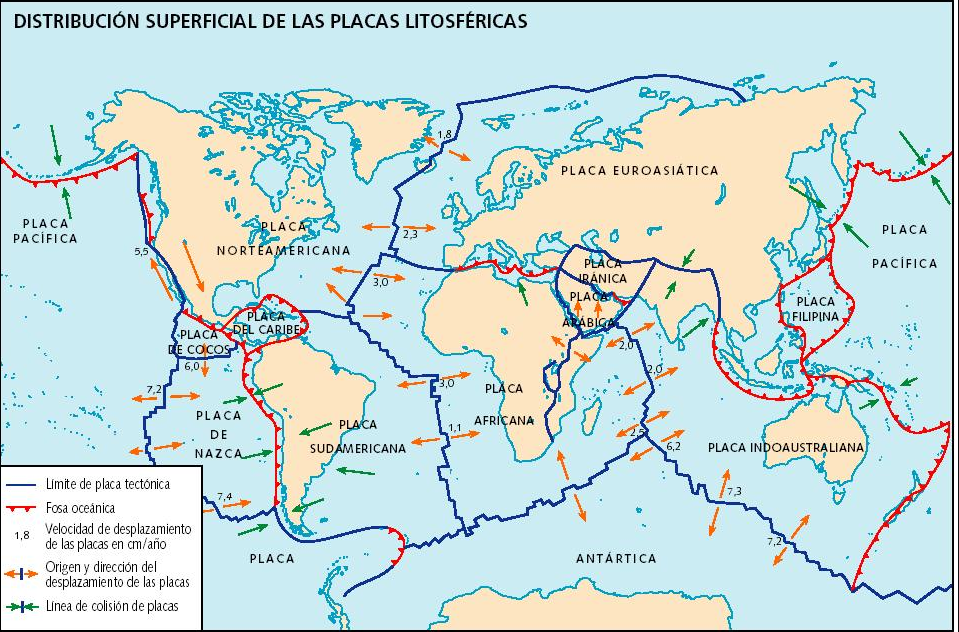 DISTRIBUCIÓN SUPERFICIAL DE LAS PLACAS LITOSFÉRICAS
1,8
PLACA EUROASIÁTICA
PLACA
PACÍFICA
PLACA
NORTEAMERICANA
2,3
PLACA
PACÍFICA
5,5
3,0
PLACA
IRÁNICA
PLACA
ARÁBICA
PLACA
FILIPINA
PLACA
DEL CARIBE
PLACA
DE COCOS
6,0
2,0
2,0
7,2
3,0
PLACA
AFRICANA
PLACA
DE
NAZCA
PLACA
SUDAMERICANA
1,1
2,5
6,2
PLACA INDOAUSTRALIANA
7,4
7,3
7,2
PLACA
ANTÁRTICA
Límite de placa tectónica
Fosa oceánica
1,8
Velocidad de desplazamiento
de las placas en cm/año
Origen y dirección del
desplazamiento de las placas
Línea de colisión de placas